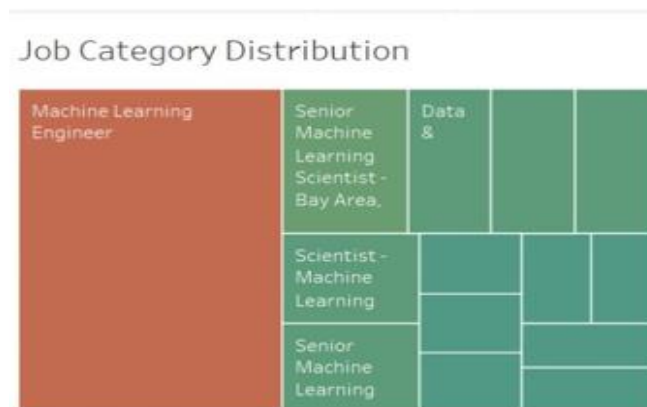 Job Category Distribution
Machine Learning
Engineer
Senior
Machine
Learning
Scientist -
Bay Area,
Data
&
Scientist -
Machine
Learning
Senior
Machine
Learning